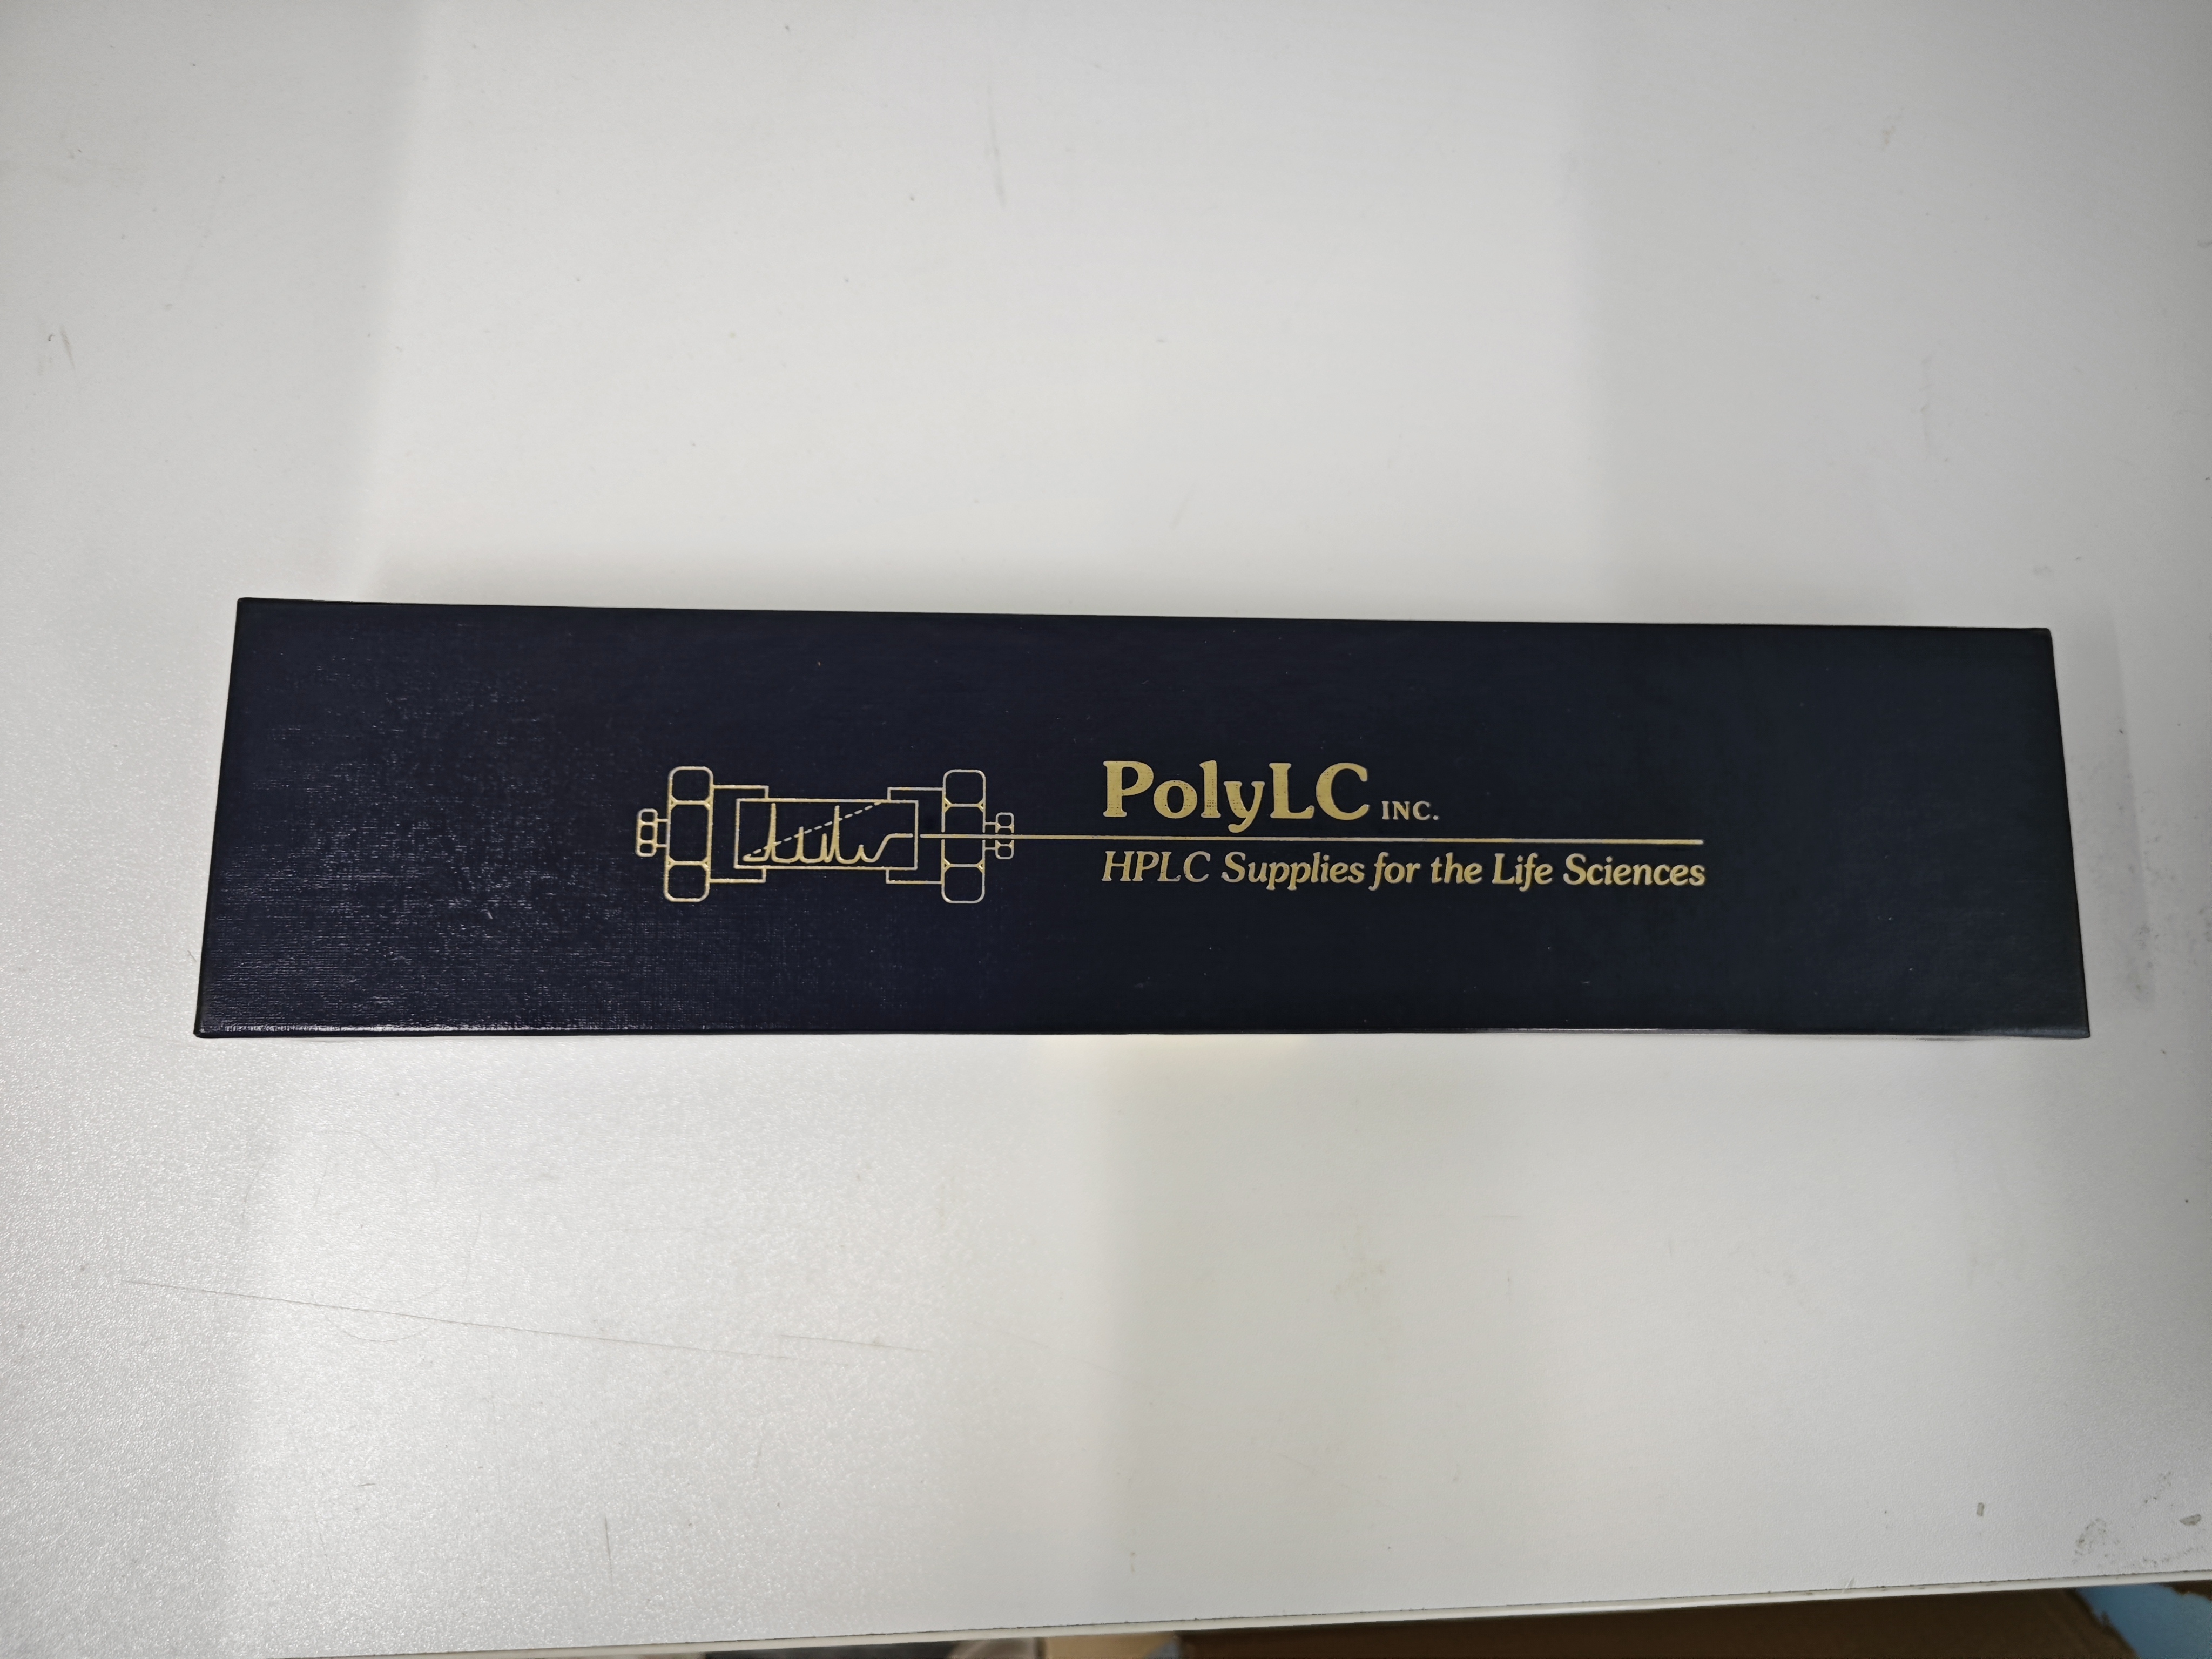 PolyLC INC.
HPLC Supplies for the Life Sciences